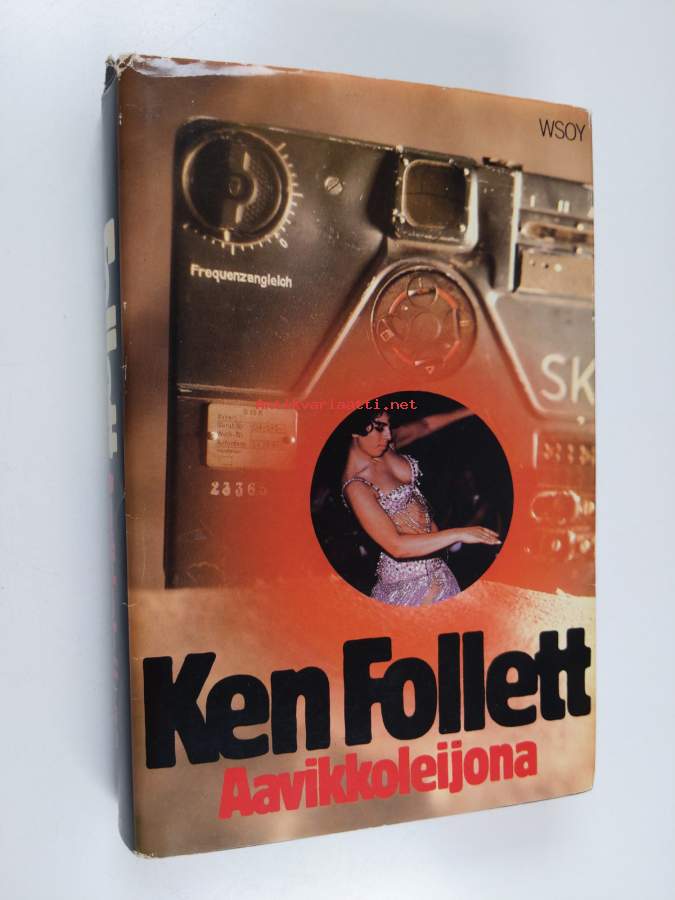 WSOY
Frequenzangleich
SK
antikvariaatti.net
23365
Ken Follett
Aavikkoleijona